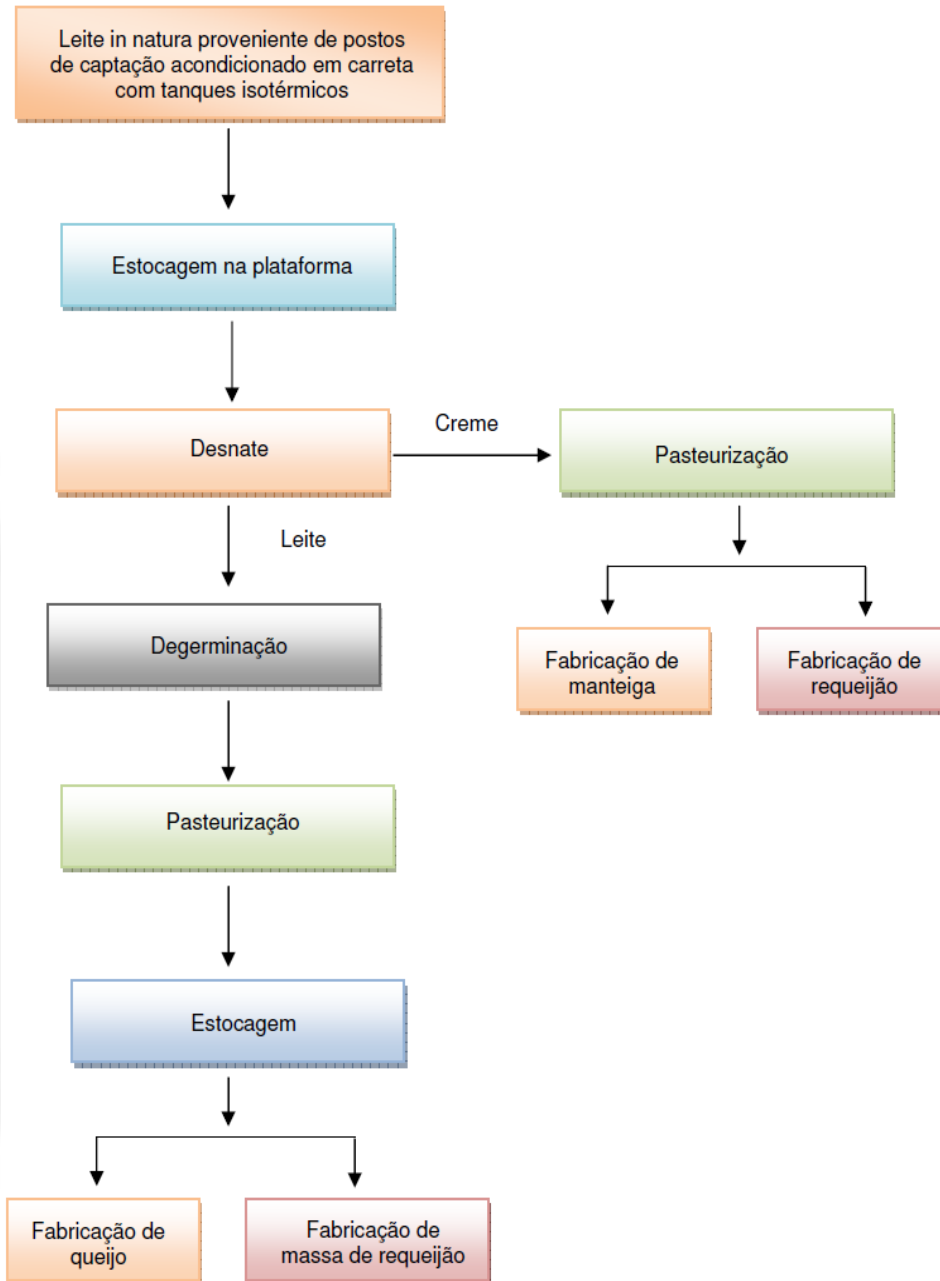 Leite in natura proveniente de postos
de captação acondicionado em carreta
com tanques isotérmicos
Estocagem na plataforma
Desnate
Creme
Pasteurização
Leite
Degerminação
Fabricação de
manteiga
Fabricação de
requeijão
Pasteurização
Estocagem
Fabricação de
queijo
Fabricação de
massa de requeijão